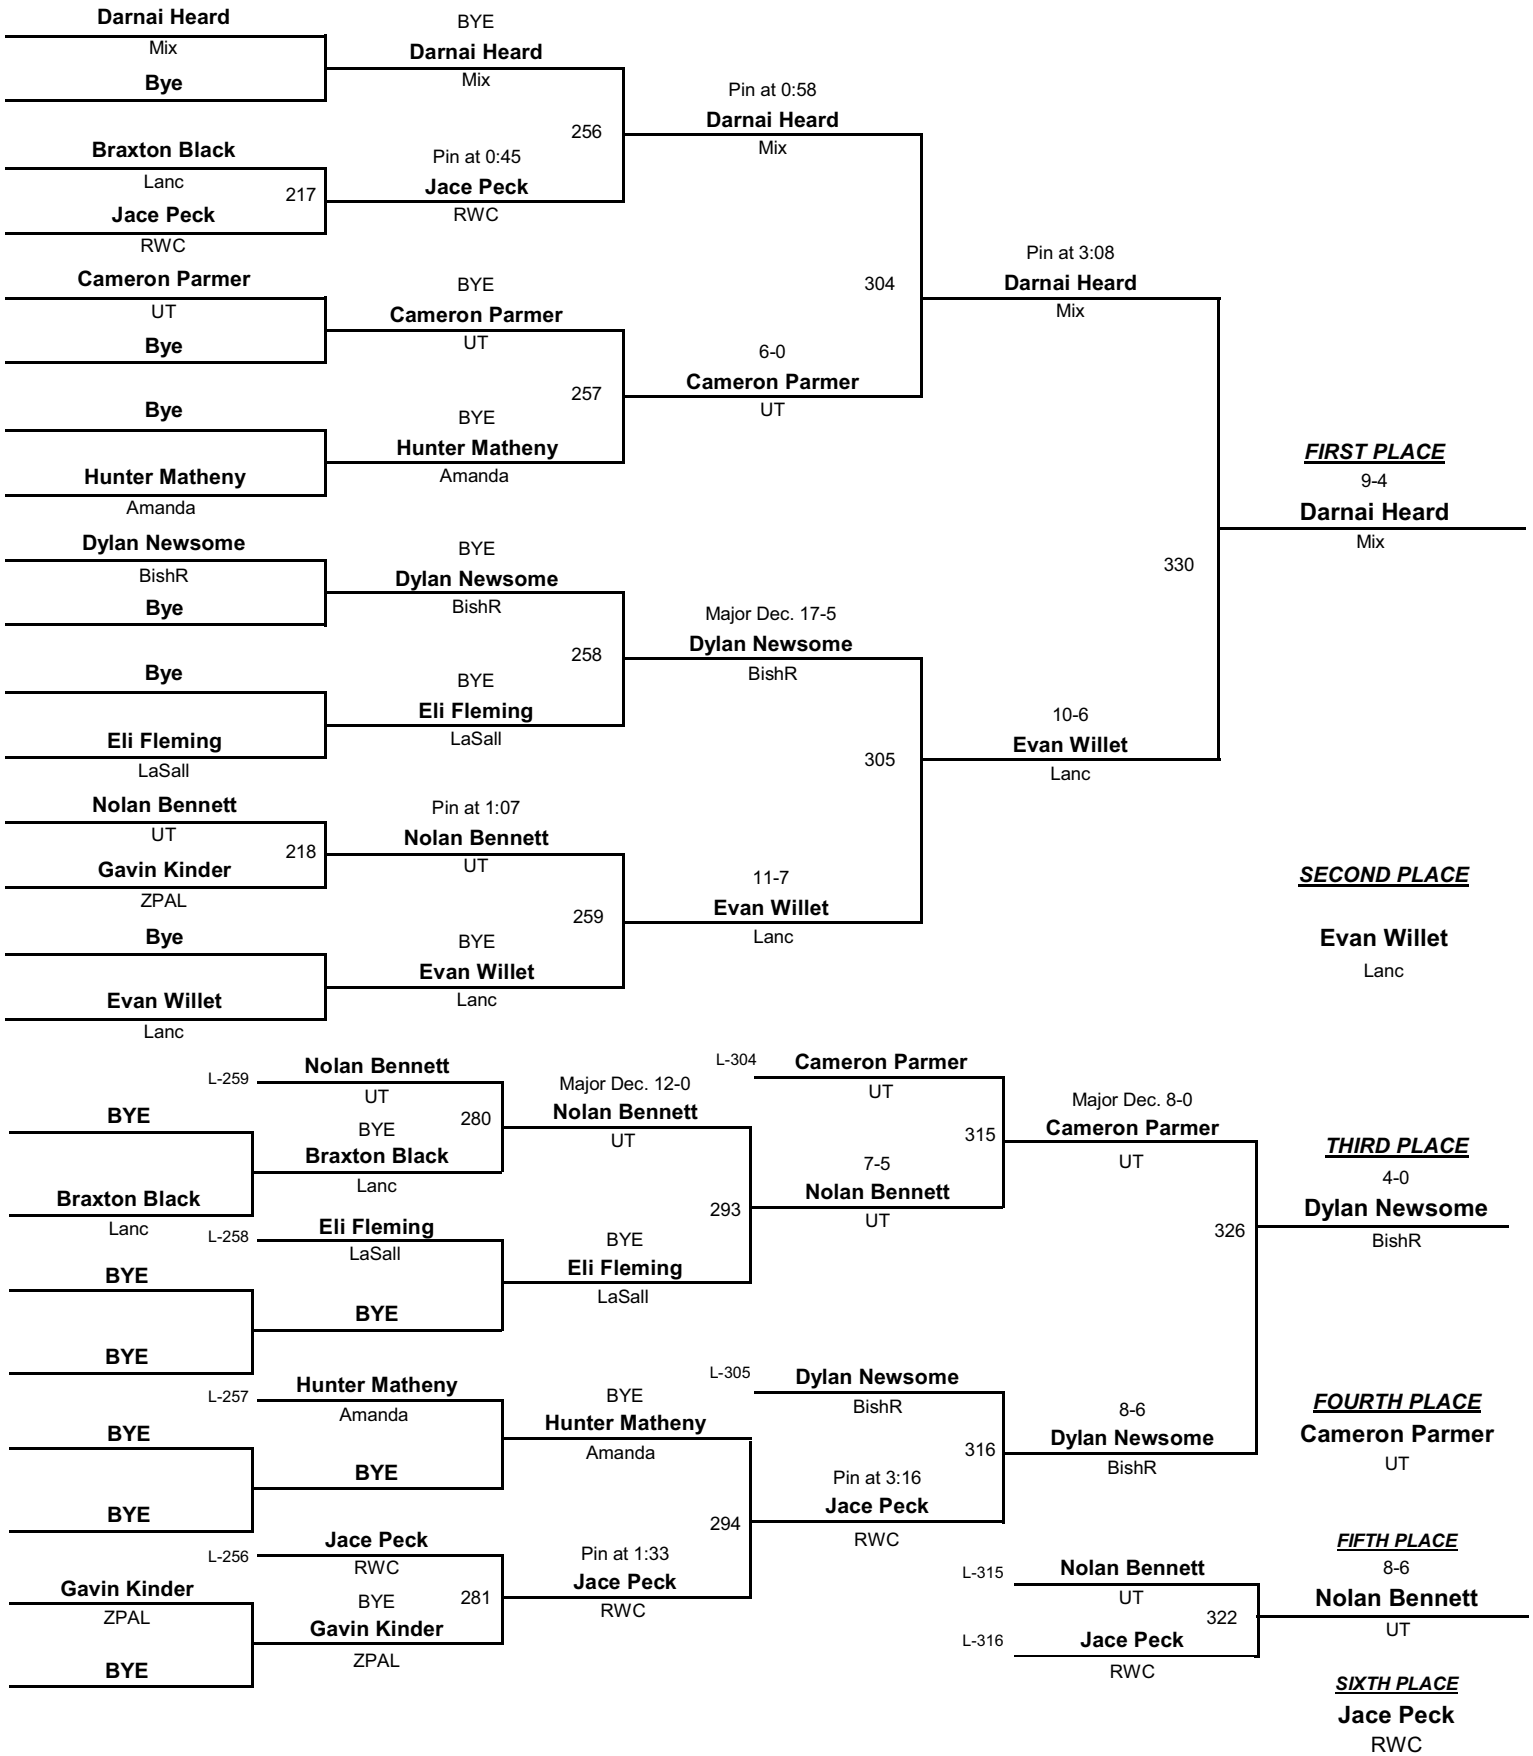 Darnai Heard
Mix
Bye
Braxton Black
Lanc
217
Jace Peck
RWC
Cameron Parmer
UT
Bye
Bye
Hunter Matheny
Amanda
Dylan Newsome
BishR
Bye
Bye
Eli Fleming
LaSall
Nolan Bennett
UT
218
Gavin Kinder
ZPAL
Bye
Evan Willet
Lanc
BYE
Darnai Heard
Mix
256
Pin at 0:45
Jace Peck
RWC
BYE
Cameron Parmer
UT
257
BYE
Hunter Matheny
Amanda
BYE
Dylan Newsome
BishR
258
BYE
Eli Fleming
LaSall
Pin at 1:07
Nolan Bennett
UT
259
BYE
Evan Willet
Lanc
Pin at 0:58
Darnai Heard
Mix
304
6-0
Cameron Parmer
UT
Major Dec. 17-5
Dylan Newsome
BishR
305
11-7
Evan Willet
Lanc
Pin at 3:08
Darnai Heard
Mix
330
10-6
Evan Willet
Lanc
FIRST PLACE
9-4
Darnai Heard
Mix
SECOND PLACE
Evan Willet
Lanc
L-259
Nolan Bennett
UT
BYE
280
BYE
Braxton Black
Lanc
Braxton Black
Lanc
L-258
Eli Fleming
LaSall
BYE
BYE
BYE
L-257
Hunter Matheny
Amanda
BYE
BYE
BYE
L-256
Jace Peck
RWC
Gavin Kinder
ZPAL
BYE
281
Gavin Kinder
ZPAL
BYE
Major Dec. 12-0
Nolan Bennett
UT
293
BYE
Eli Fleming
LaSall
BYE
Hunter Matheny
Amanda
294
Pin at 1:33
Jace Peck
RWC
L-304
Cameron Parmer
UT
315
7-5
Nolan Bennett
UT
L-305
Dylan Newsome
BishR
316
Pin at 3:16
Jace Peck
RWC
Major Dec. 8-0
Cameron Parmer
UT
326
8-6
Dylan Newsome
BishR
L-315
Nolan Bennett
UT
322
L-316
Jace Peck
RWC
THIRD PLACE
4-0
Dylan Newsome
BishR
FOURTH PLACE
Cameron Parmer
UT
FIFTH PLACE
8-6
Nolan Bennett
UT
SIXTH PLACE
Jace Peck
RWC